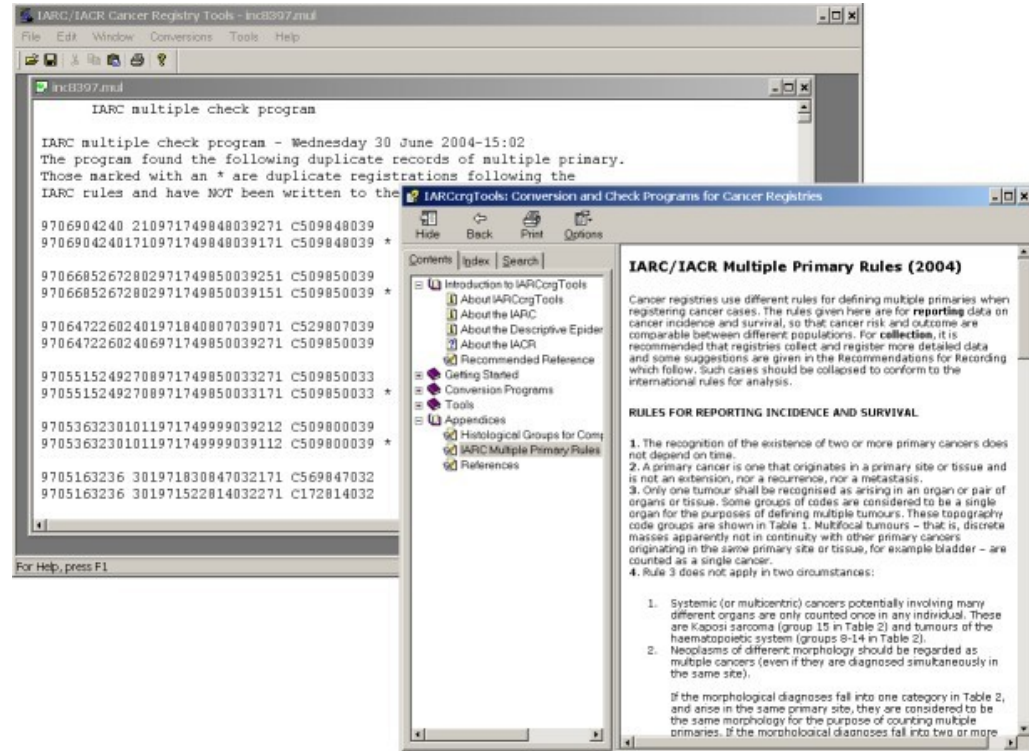 IARC/IACR Cancer Registry Tools - inc8397.mul
File Edit Window Conversions Tools Help
inc8397.mul
IARC multiple check program
IARC multiple check program - Wednesday 30 June 2004-15:02
The program found the following duplicate records of multiple primary.
Those marked with an * are duplicate registrations following the
IARC rules and have NOT been written to the
9706904240 210971749848039271 C509848039
9706904240171097174984803917​1 C509848039 *
9706685267280297174985003925​1 C509850039
9706685267280297174985003915​1 C509850039 *
9706472260240197184080703907​1 C529807039
9706472260240697174985003927​1 C509850039
9705515249270897174985003327​1 C509850033
9705515249270897174985003317​1 C509850033 *
9705363230101197174999903921​2 C509800039
9705363230101197174999903911​2 C509800039 *
9705163236 301971830847032171 C569847032
9705163236 301971522814032271 C172814032
For Help, press F1
IARCcrgTools: Conversion and Check Programs for Cancer Registries
Hide Back Print Options
Contents Index Search
Introduction to IARCcrgTools
About IARCcrgTools
About the IARC
About the Descriptive Epider
About the IACR
Recommended Reference
Getting Started
Conversion Programs
Tools
Appendices
Histological Groups for Comp
IARC Multiple Primary Rules
References
IARC/IACR Multiple Primary Rules (2004)
Cancer registries use different rules for defining multiple primaries when
registering cancer cases. The rules given here are for reporting data on
cancer incidence and survival, so that cancer risk and outcome are
comparable between different populations. For collection, it is
recommended that registries collect and register more detailed data
and some suggestions are given in the Recommendations for Recording
which follow. Such cases should be collapsed to conform to the
international rules for analysis.
RULES FOR REPORTING INCIDENCE AND SURVIVAL
1. The recognition of the existence of two or more primary cancers does
not depend on time.
2. A primary cancer is one that originates in a primary site or tissue and
is not an extension, nor a recurrence, nor a metastasis.
3. Only one tumour shall be recognised as arising in an organ or pair of
organs or tissue. Some groups of codes are considered to be a single
organ for the purposes of defining multiple tumours. These topography
code groups are shown in Table 1. Multifocal tumours – that is, discrete
masses apparently not in continuity with other primary cancers
originating in the same primary site or tissue, for example bladder – are
counted as a single cancer.
4. Rule 3 does not apply in two circumstances:
1. Systemic (or multicentric) cancers potentially involving many
different organs are only counted once in any individual. These
are Kaposi sarcoma (group 15 in Table 2) and tumours of the
haematopoietic system (groups 8-14 in Table 2).
2. Neoplasms of different morphology should be regarded as
multiple cancers (even if they are diagnosed simultaneously in
the same site).
If the morphological diagnoses fall into one category in Table 2,
and arise in the same primary site, they are considered to be
the same morphology for the purpose of counting multiple
primaries. If the morphological diagnoses fall into two or more